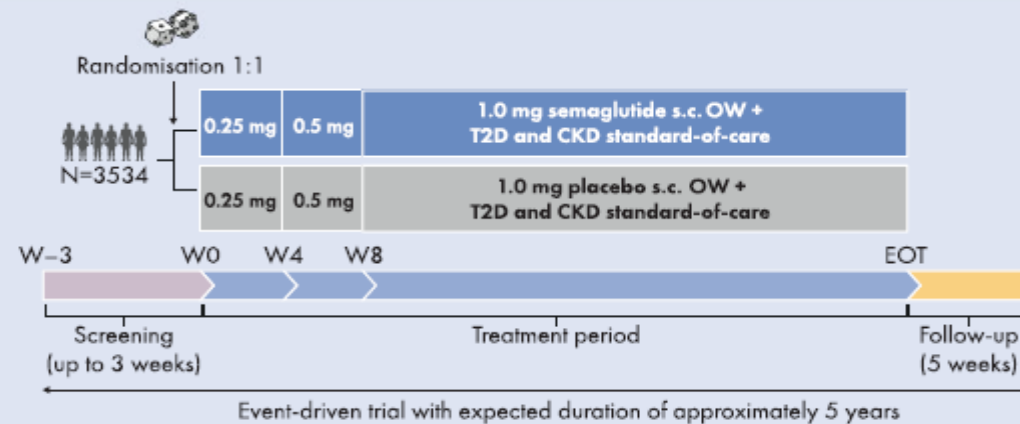 Randomisation 1:1
N=3534
0.25 mg
0.5 mg
1.0 mg semaglutide s.c. OW +
T2D and CKD standard-of-care
0.25 mg
0.5 mg
1.0 mg placebo s.c. OW +
T2D and CKD standard-of-care
W–3
W0
W4
W8
EOT
Screening
(up to 3 weeks)
Treatment period
Follow-up
(5 weeks)
Event-driven trial with expected duration of approximately 5 years